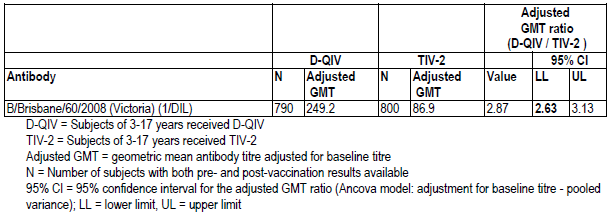 Adjusted
GMT ratio
(D-QIV / TIV-2 )
D-QIV TIV-2 95% CI
Antibody N Adjusted GMT N Adjusted GMT Value LL UL
B/Brisbane/60/2008 (Victoria) (1/DIL) 790 249.2 800 86.9 2.87 2.63 3.13
D-QIV = Subjects of 3-17 years received D-QIV
TIV-2 = Subjects of 3-17 years received TIV-2
Adjusted GMT = geometric mean antibody titre adjusted for baseline titre
N = Number of subjects with both pre- and post-vaccination results available
95% CI = 95% confidence interval for the adjusted GMT ratio (Ancova model: adjustment for baseline titre - pooled
variance); LL = lower limit, UL = upper limit